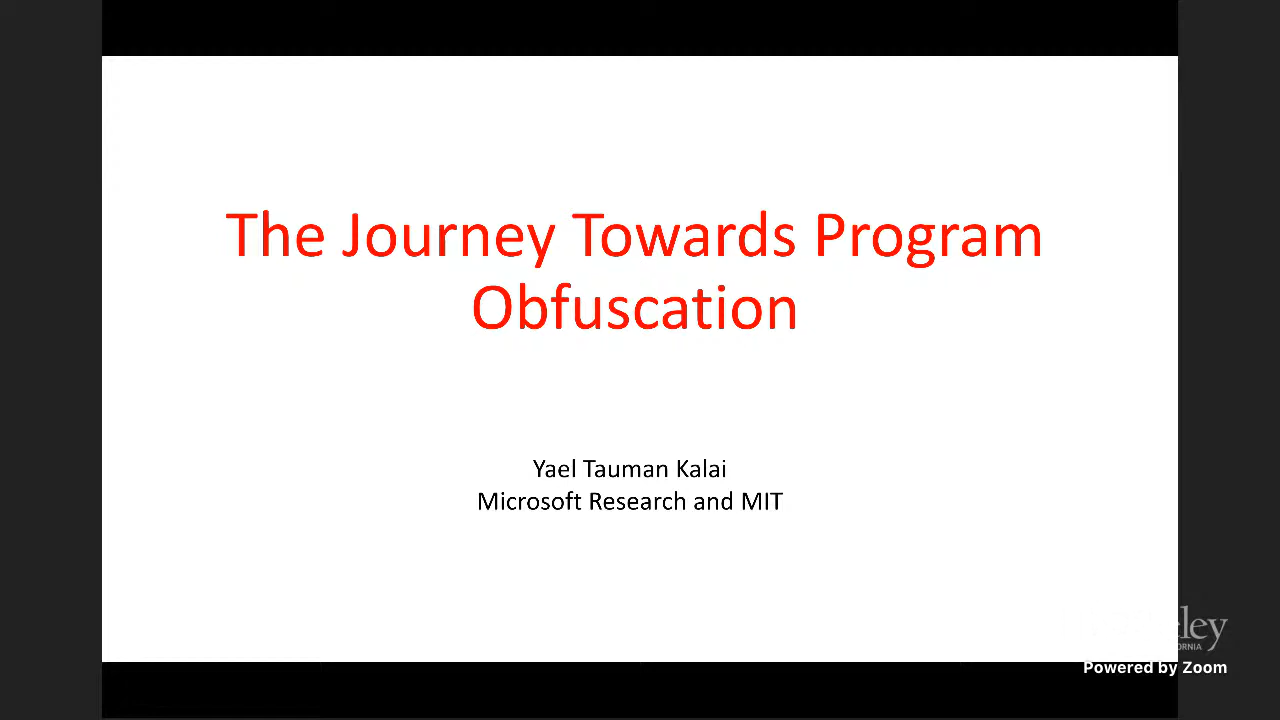 The Journey Towards Program
Obfuscation
Yael Tauman Kalai
Microsoft Research and MIT
Powered by Zoom